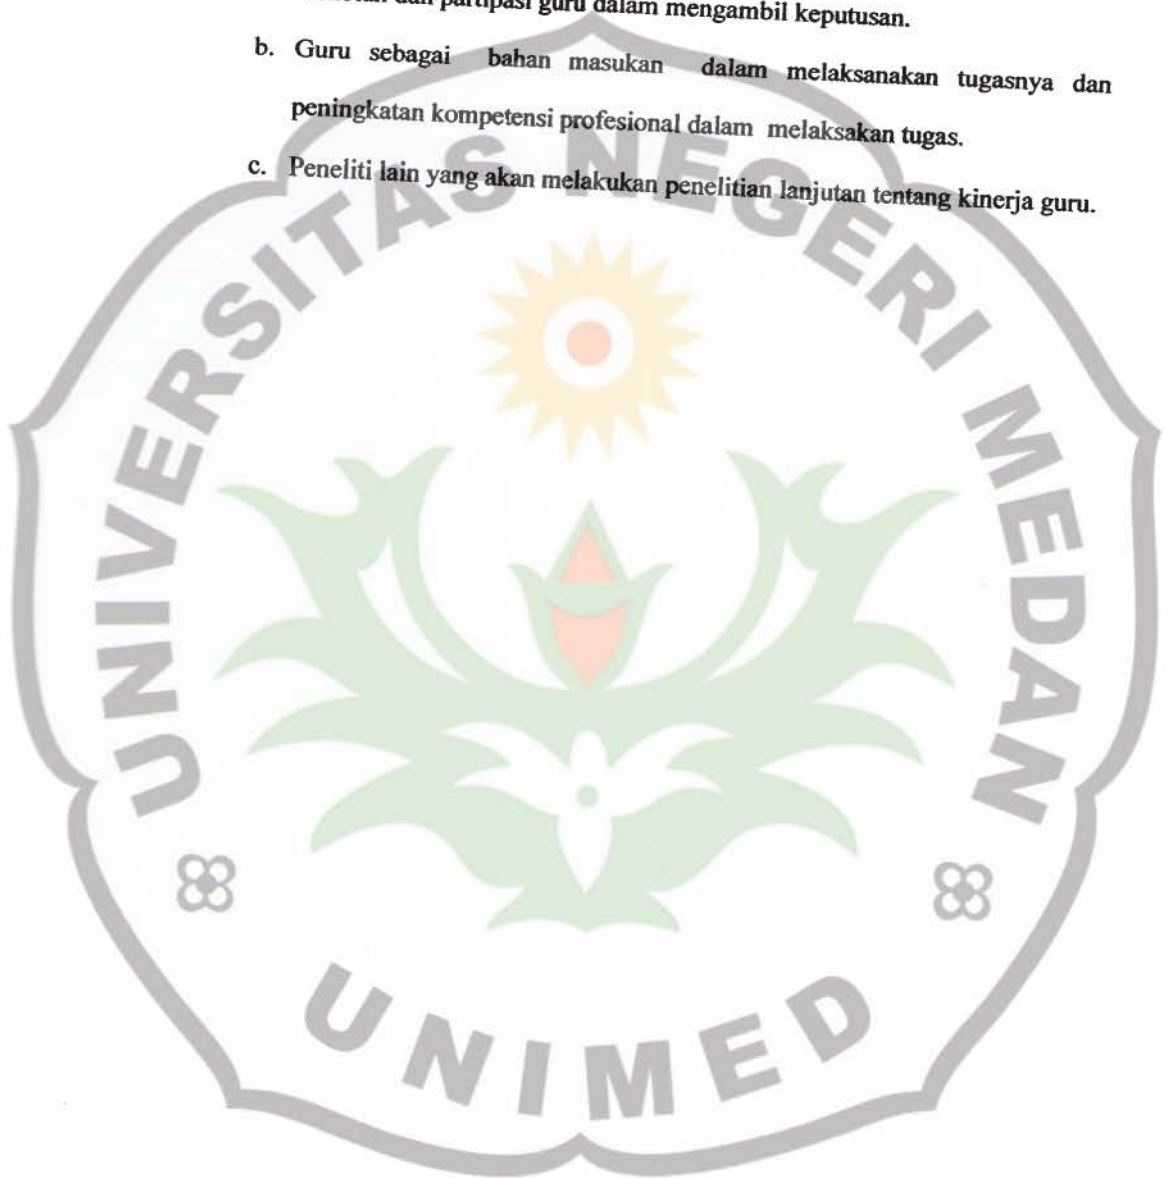 dan partipasi guru dalam mengambil keputusan.
b. Guru sebagai bahan masukan dalam melaksanakan tugasnya dan
peningkatan kompetensi profesional dalam melaksakan tugas.
c. Peneliti lain yang akan melakukan penelitian lanjutan tentang kinerja guru.
UNIVERSITAS NEGERI MEDAN
UNIMED